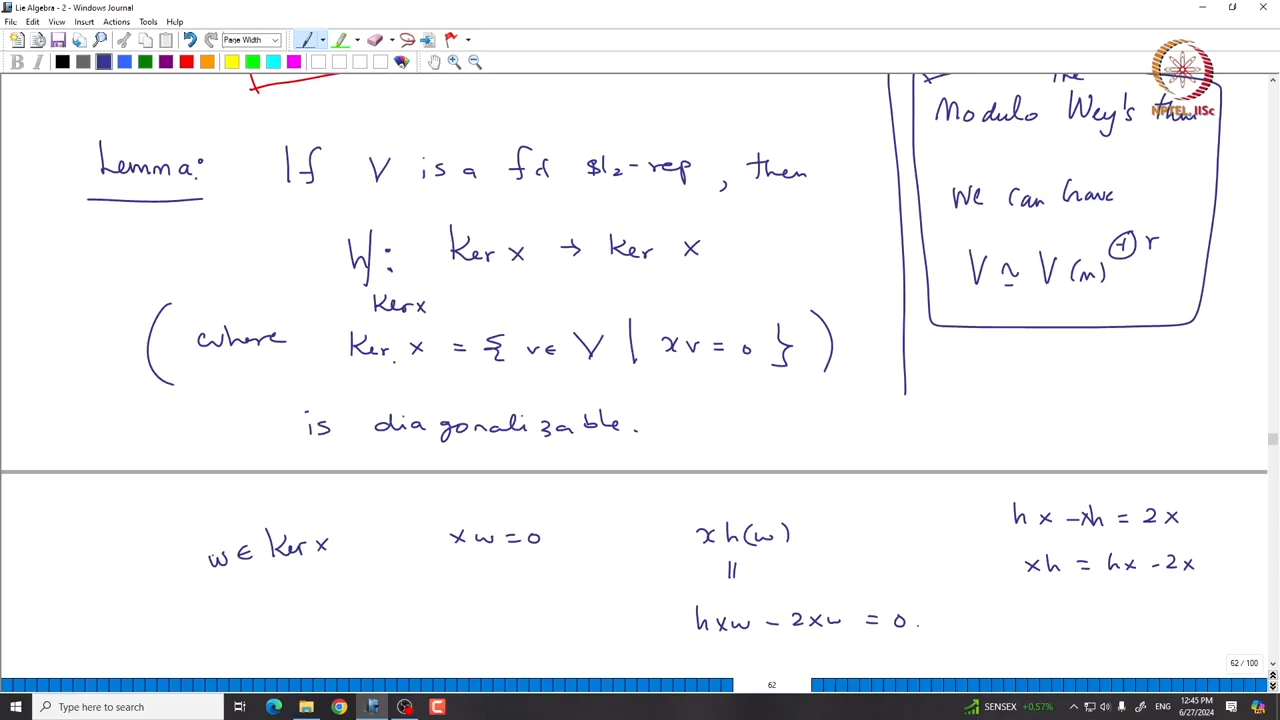 Lie Algebra - 2 - Windows Journal
File Edit View Insert Actions Tools Help
Page Width
NPTEL, IISc
the
Modulo Wey's thm
we can have
V ≃ V(m)^{⊕ r}
Lemma: If V is a fd sl₂-rep, then
h|_{Ker x} : Ker x → Ker x
(where Ker x = { v ∈ V | xv = 0 })
is diagonalizable.
w ∈ Ker x    xw = 0    xh(w)    hx - xh = 2x
||    xh = hx - 2x
hxw - 2xw = 0.
62 / 100
62
Type here to search
SENSEX +0.57%
12:45 PM
6/27/2024